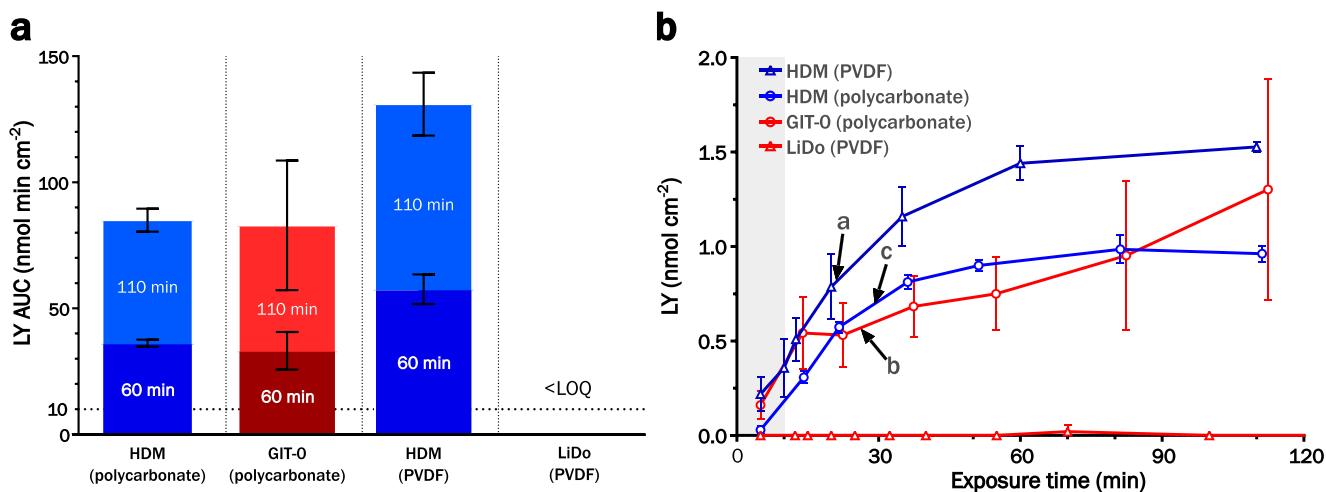 a
LY AUC (nmol min cm-2)
150
100
50
10
0
110 min
60 min
110 min
60 min
110 min
60 min
<LOQ
HDM
(polycarbonate)
GIT-0
(polycarbonate)
HDM
(PVDF)
LiDo
(PVDF)
b
LY (nmol cm-2)
2.0
1.5
1.0
0.5
0.0
HDM (PVDF)
HDM (polycarbonate)
GIT-0 (polycarbonate)
LiDo (PVDF)
a
c
b
0
30
60
90
120
Exposure time (min)